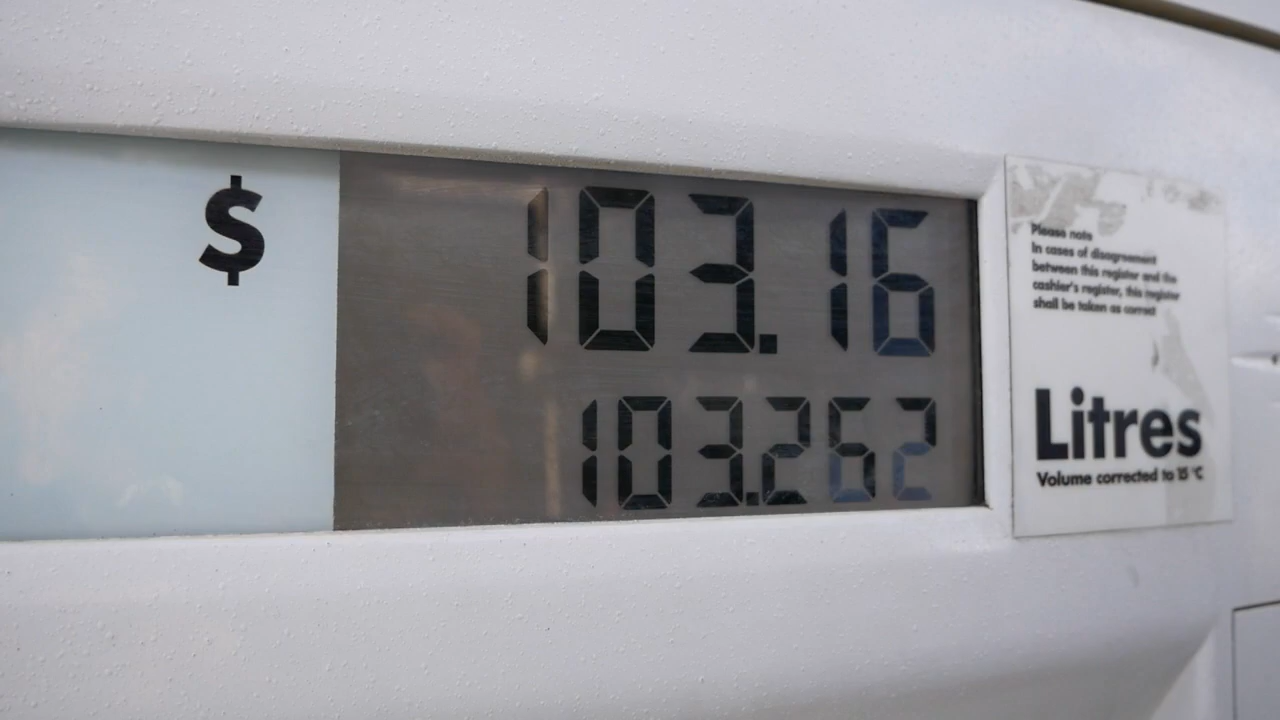 $ 103.16
103.262
Please note
In cases of disagreement
between this register and the
cashier's register, this register
shall be taken as correct
Litres
Volume corrected to 15 °C